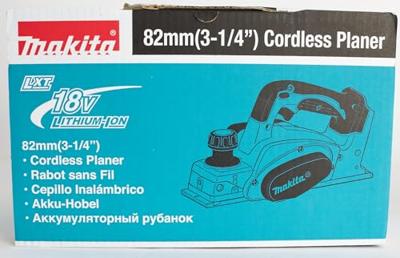 makita
82mm(3-1/4”) Cordless Planer
LXT
18V
LITHIUM-ION
82mm(3-1/4”)
· Cordless Planer
· Rabot sans Fil
· Cepillo Inalámbrico
· Akku-Hobel
· Аккумуляторный рубанок
makita